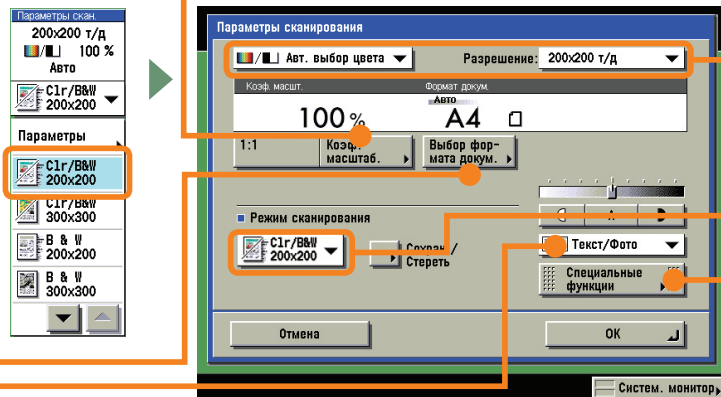 Параметры скан.
200x200 т/д
100 %
Авто
Clr/B&W
200x200
Параметры
Clr/B&W
200x200
Clr/B&W
300x300
B & W
200x200
B & W
300x300
Параметры сканирования
Авт. выбор цвета
Разрешение: 200x200 т/д
Коэф. масшт.
Формат докум.
Авто
100 %
A4
1:1
Коэф.
масштаб.
Выбор фор-
мата докум.
Режим сканирования
Clr/B&W
200x200
Сохран/
Стереть
A
Текст/Фото
Специальные
функции
Отмена
OK
Систем. монитор